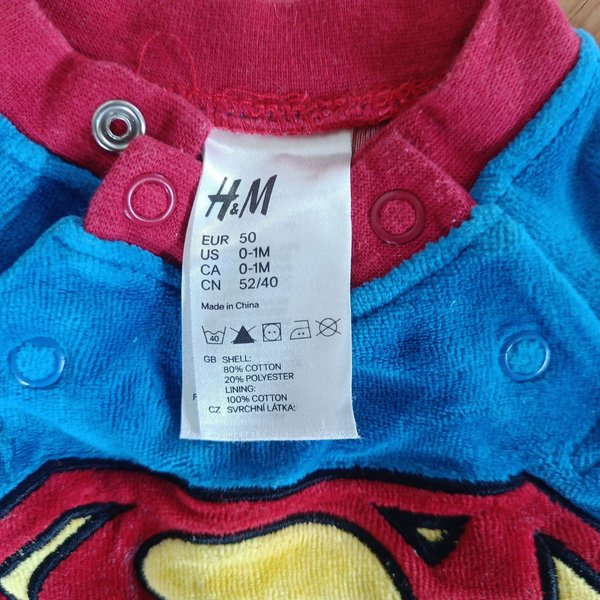 H&M
EUR 50
US 0-1M
CA 0-1M
CN 52/40
Made in China
40
GB SHELL:
80% COTTON
20% POLYESTER
LINING:
100% COTTON
CZ SVRCHNÍ LÁTKA: